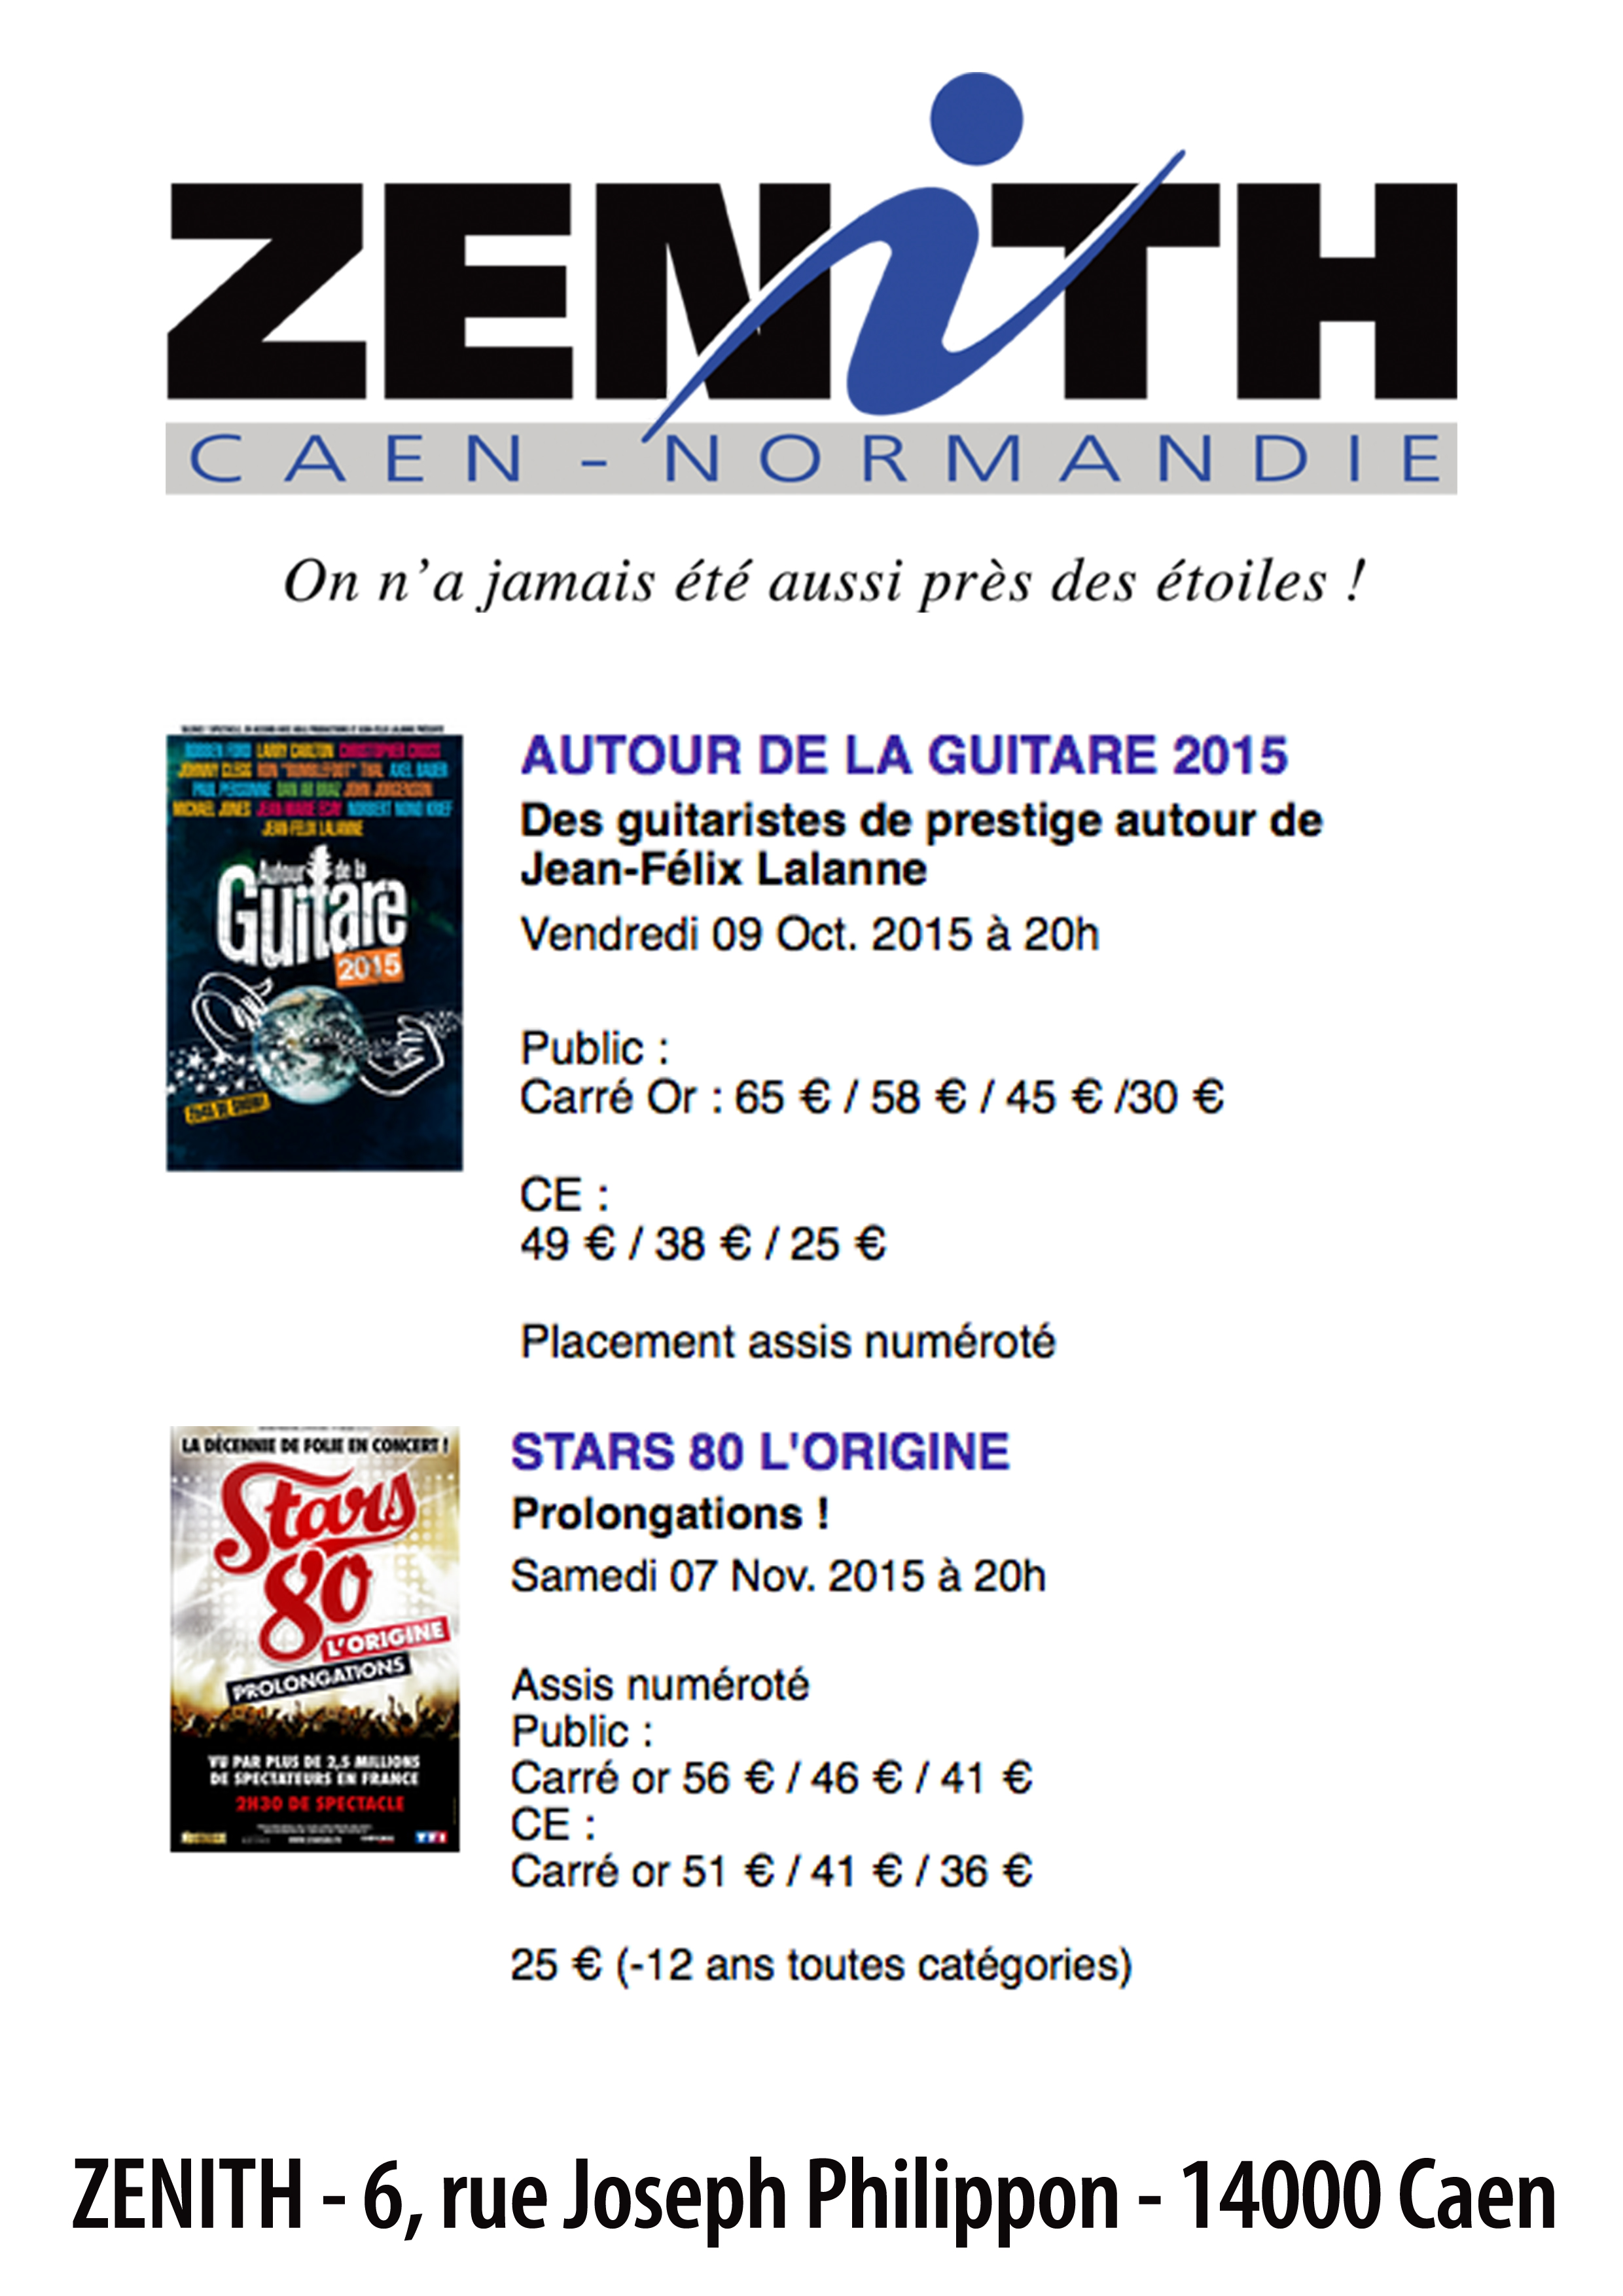 ZENiTH
CAEN - NORMANDIE
On n'a jamais été aussi près des étoiles !
ROBBEN FORD LARRY CARLTON CHRISTOPHER CROSS
JOHNNY CLEGG RON "BUMBLEFOOT" THAL AXEL BAUER
PAUL PERSONNE DAN AR BRAZ JOHN JORGENSON
MICHAEL JONES JEAN-MARIE ECAY NORBERT NONO KRIEF
JEAN-FELIX LALANNE
Autour de la
Guitare
2015
AUTOUR DE LA GUITARE 2015
Des guitaristes de prestige autour de
Jean-Félix Lalanne
Vendredi 09 Oct. 2015 à 20h
Public :
Carré Or : 65 € / 58 € / 45 € /30 €
CE :
49 € / 38 € / 25 €
Placement assis numéroté
LA DÉCENNIE DE FOLIE EN CONCERT !
Stars
80
L'ORIGINE
PROLONGATIONS
VU PAR PLUS DE 2,5 MILLIONS
DE SPECTATEURS EN FRANCE
2H30 DE SPECTACLE
TF1
STARS 80 L'ORIGINE
Prolongations !
Samedi 07 Nov. 2015 à 20h
Assis numéroté
Public :
Carré or 56 € / 46 € / 41 €
CE :
Carré or 51 € / 41 € / 36 €
25 € (-12 ans toutes catégories)
ZENITH - 6, rue Joseph Philippon - 14000 Caen